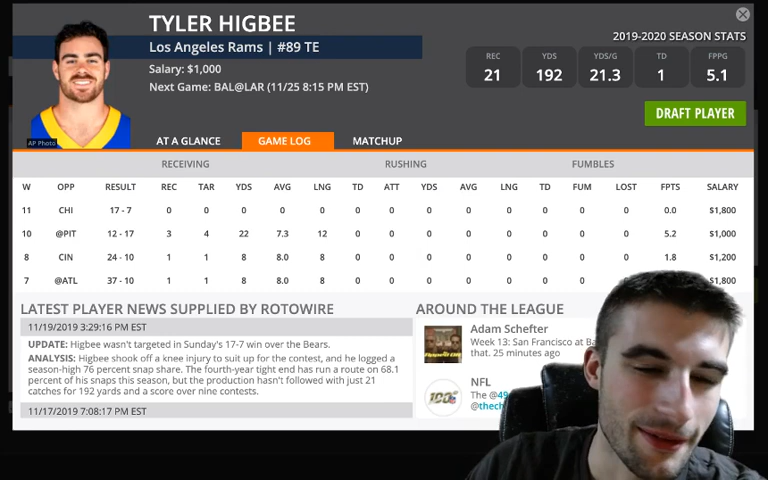 TYLER HIGBEE
Los Angeles Rams | #89 TE
Salary: $1,000
Next Game: BAL@LAR (11/25 8:15 PM EST)
AP Photo
2019-2020 SEASON STATS
REC YDS YDS/G TD FPPG
21 192 21.3 1 5.1
DRAFT PLAYER
AT A GLANCE GAME LOG MATCHUP
RECEIVING RUSHING FUMBLES
W OPP RESULT REC TAR YDS AVG LNG TD ATT YDS AVG LNG TD FUM LOST FPTS SALARY
11 CHI 17 - 7 0 0 0 0 0 0 0 0 0 0 0 0 0 0.0 $1,800
10 @PIT 12 - 17 3 4 22 7.3 12 0 0 0 0 0 0 0 0 5.2 $1,000
8 CIN 24 - 10 1 1 8 8.0 8 0 0 0 0 0 0 0 0 1.8 $1,200
7 @ATL 37 - 10 1 1 8 8.0 8 0 0 0 0 0 0 0 $1,800
LATEST PLAYER NEWS SUPPLIED BY ROTOWIRE
11/19/2019 3:29:16 PM EST
UPDATE: Higbee wasn't targeted in Sunday's 17-7 win over the Bears.
ANALYSIS: Higbee shook off a knee injury to suit up for the contest, and he logged a
season-high 76 percent snap share. The fourth-year tight end has run a route on 68.1
percent of his snaps this season, but the production hasn't followed with just 21
catches for 192 yards and a score over nine contests.
11/17/2019 7:08:17 PM EST
AROUND THE LEAGUE
Adam Schefter
Week 13: San Francisco at
that. 25 minutes ago
NFL
100
The @49
@thech